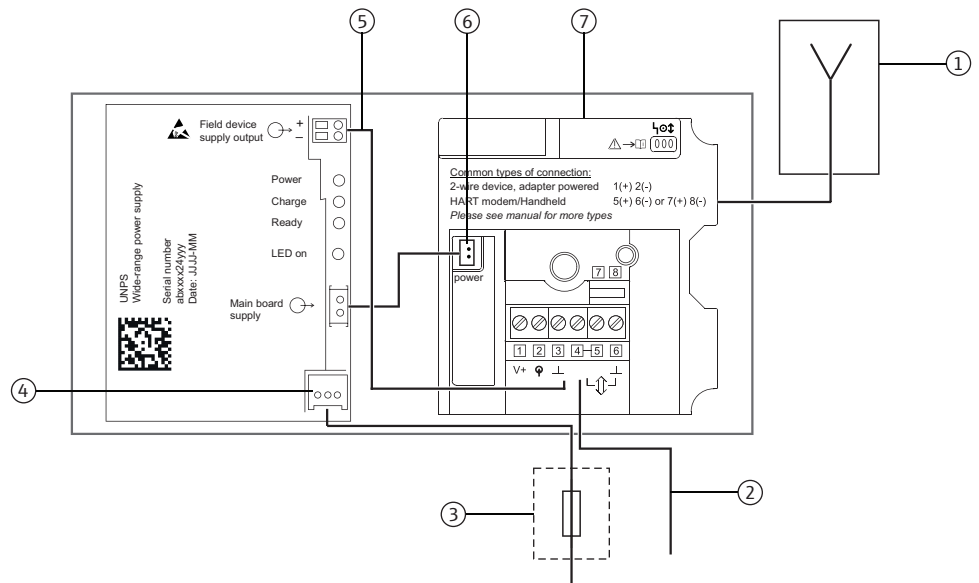 5
6
7
1
Field device
supply output
+
–
000
Common types of connection:
2-wire device, adapter powered 1(+) 2(-)
HART modem/Handheld 5(+) 6(-) or 7(+) 8(-)
Please see manual for more types
Power
Charge
Ready
LED on
UNPS
Wide-range power supply
Serial number
abxxxx24yyy
Date: JJJJ-MM
Main board
supply
power
7 8
1 2 3 4 5 6
V+
4
3
2